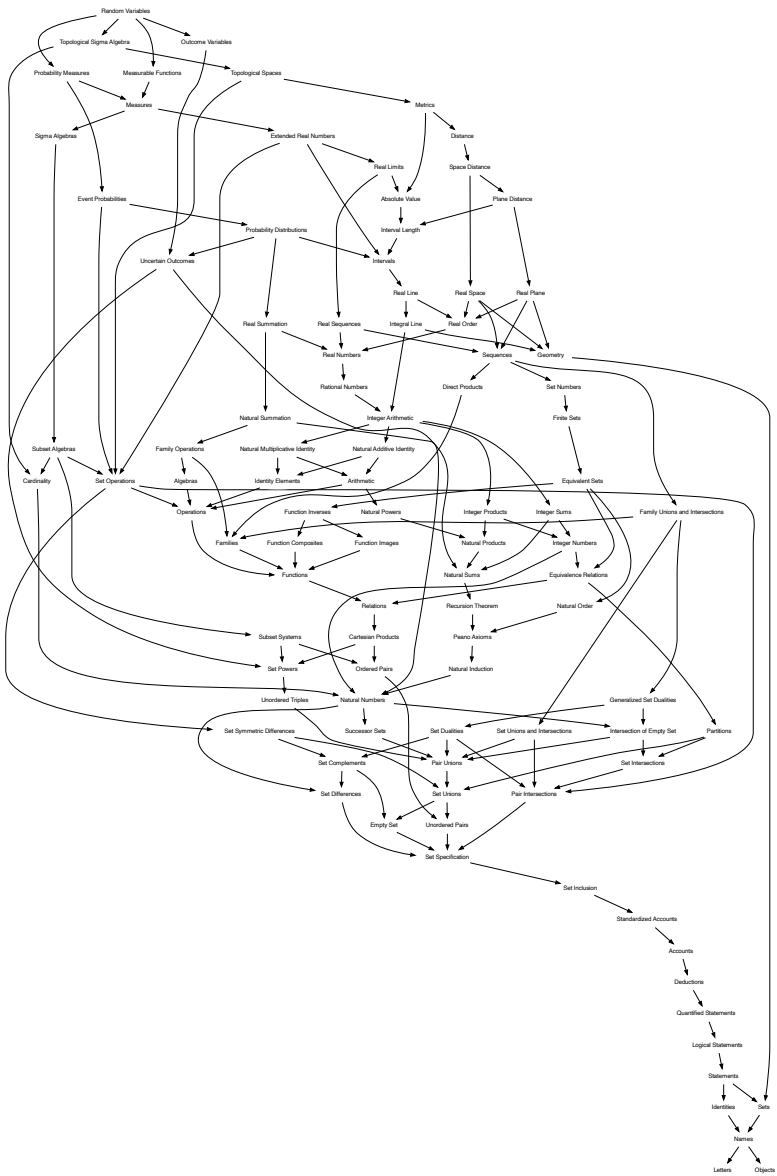 Random Variables
Topological Sigma Algebra
Outcome Variables
Probability Measures
Measurable Functions
Topological Spaces
Measures
Metrics
Sigma Algebras
Extended Real Numbers
Distance
Real Limits
Space Distance
Event Probabilities
Absolute Value
Plane Distance
Probability Distributions
Interval Length
Uncertain Outcomes
Intervals
Real Line
Real Space
Real Plane
Real Summation
Real Sequences
Integral Line
Real Order
Real Numbers
Sequences
Geometry
Rational Numbers
Direct Products
Set Numbers
Natural Summation
Integer Arithmetic
Finite Sets
Subset Algebras
Family Operations
Natural Multiplicative Identity
Natural Additive Identity
Cardinality
Set Operations
Algebras
Identity Elements
Arithmetic
Equivalent Sets
Operations
Function Inverses
Natural Powers
Integer Products
Integer Sums
Family Unions and Intersections
Families
Function Composites
Function Images
Natural Products
Integer Numbers
Functions
Natural Sums
Equivalence Relations
Relations
Recursion Theorem
Natural Order
Subset Systems
Cartesian Products
Peano Axioms
Set Powers
Ordered Pairs
Natural Induction
Unordered Triples
Natural Numbers
Generalized Set Dualities
Set Symmetric Differences
Successor Sets
Set Dualities
Set Unions and Intersections
Intersection of Empty Set
Partitions
Set Complements
Pair Unions
Set Intersections
Set Differences
Set Unions
Pair Intersections
Empty Set
Unordered Pairs
Set Specification
Set Inclusion
Standardized Accounts
Accounts
Deductions
Quantified Statements
Logical Statements
Statements
Identities
Sets
Names
Letters
Objects